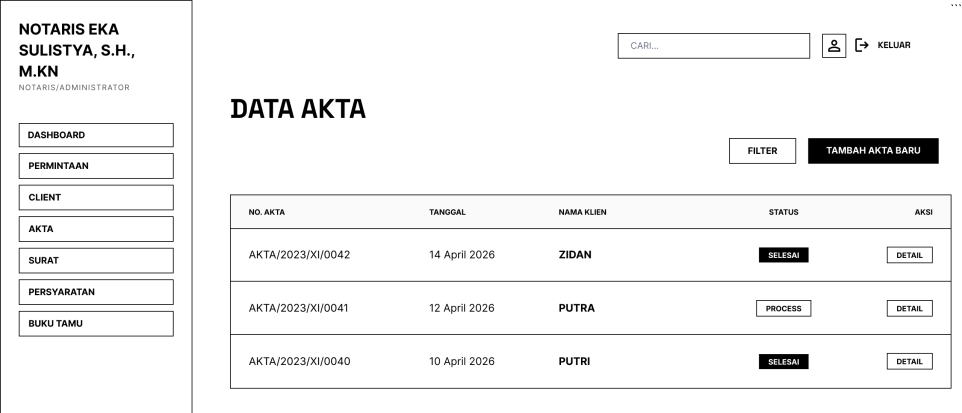 NOTARIS EKA
SULISTYA, S.H.,
M.KN
NOTARIS/ADMINISTRATOR
DASHBOARD
PERMINTAAN
CLIENT
AKTA
SURAT
PERSYARATAN
BUKU TAMU
```
CARI...
KELUAR
DATA AKTA
FILTER
TAMBAH AKTA BARU
NO. AKTA TANGGAL NAMA KLIEN STATUS AKSI
AKTA/2023/XI/0042 14 April 2026 ZIDAN SELESAI DETAIL
AKTA/2023/XI/0041 12 April 2026 PUTRA PROCESS DETAIL
AKTA/2023/XI/0040 10 April 2026 PUTRI SELESAI DETAIL